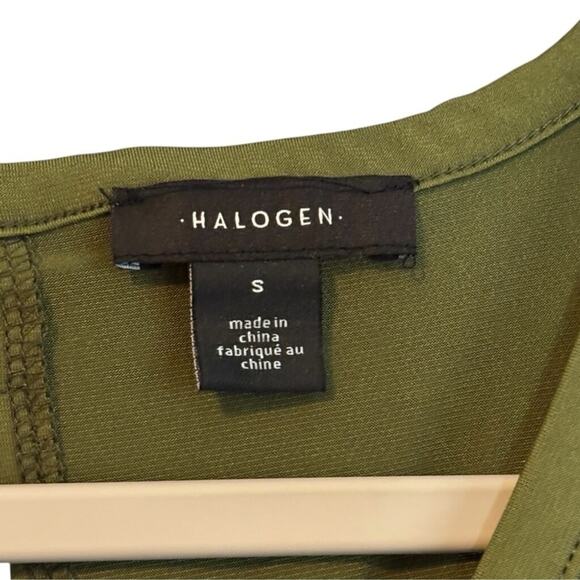 ·HALOGEN·
S
made in
china
fabriqué au
chine